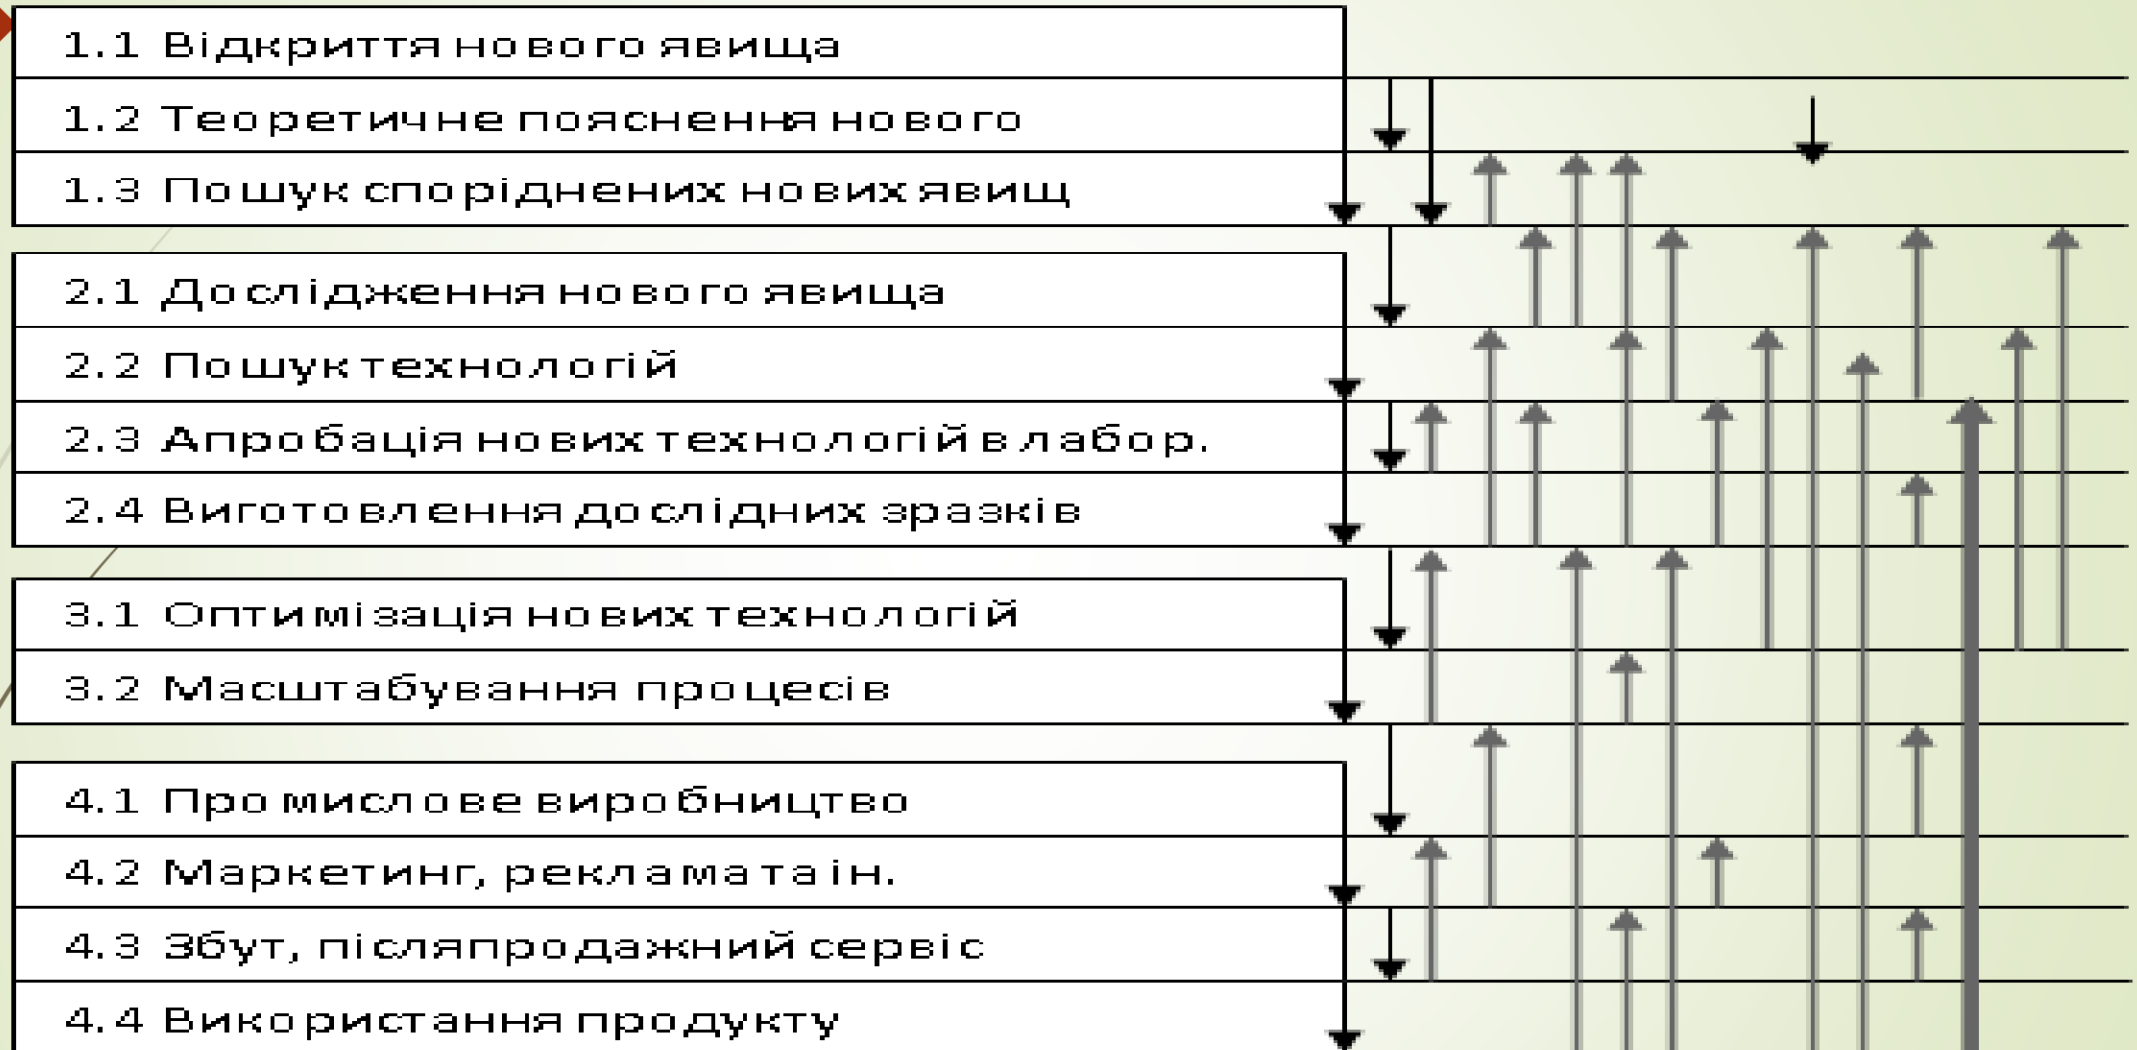 1.1 Відкриття нового явища
1.2 Теоретичне пояснення нового
1.3 Пошук споріднених нових явищ
2.1 Дослідження нового явища
2.2 Пошук технологій
2.3 Апробація нових технологій в лабор.
2.4 Виготовлення дослідних зразків
3.1 Оптимізація нових технологій
3.2 Масштабування процесів
4.1 Промислове виробництво
4.2 Маркетинг, реклама та ін.
4.3 Збут, післяпродажний сервіс
4.4 Використання продукту